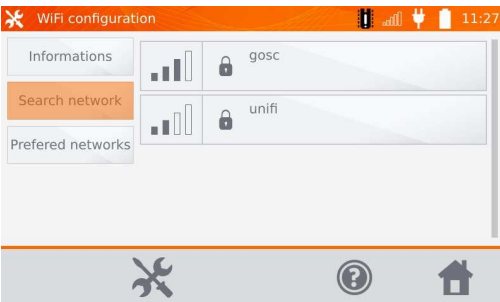 WiFi configuration
11:27
Informations
Search network
Prefered networks
gosc
unifi
?